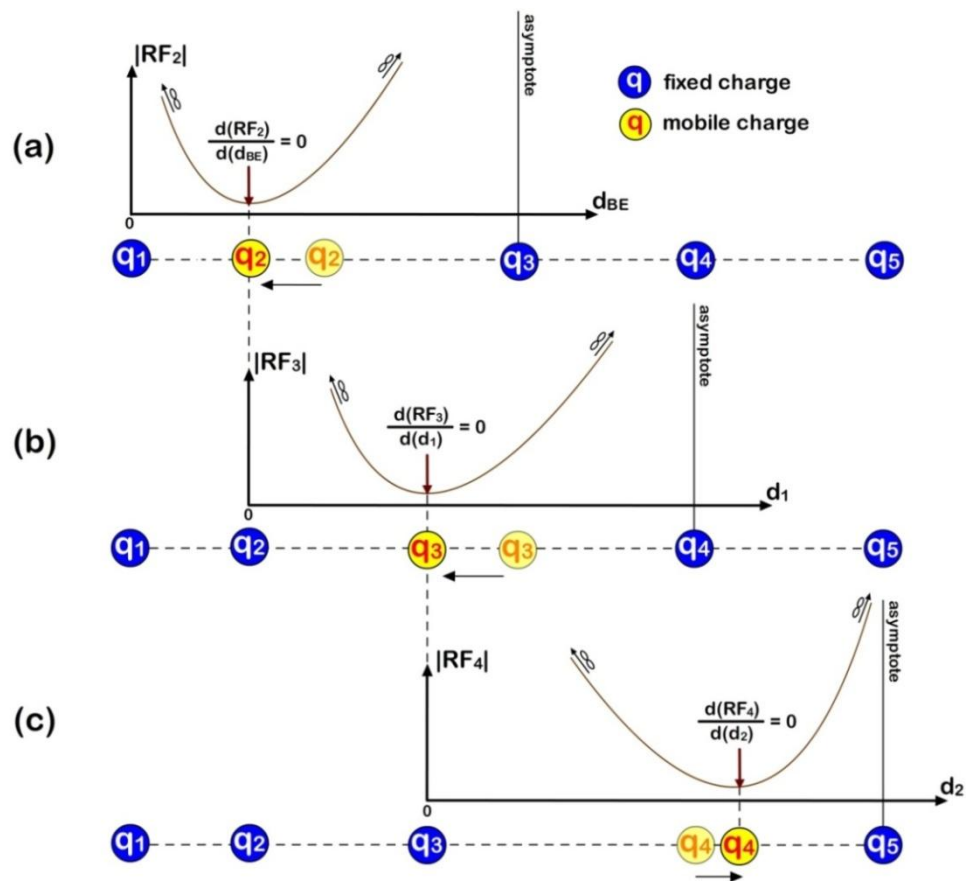 (a)
|RF₂|
∞
∞
d(RF₂)
d(d_BE) = 0
asymptote
q fixed charge
q mobile charge
d_BE
0
q₁ q₂ q₂ q₃ q₄ q₅
(b)
|RF₃|
∞
∞
d(RF₃)
d(d₁) = 0
asymptote
d₁
0
q₁ q₂ q₃ q₃ q₄ q₅
(c)
|RF₄|
∞
∞
d(RF₄)
d(d₂) = 0
asymptote
d₂
0
q₁ q₂ q₃ q₄ q₄ q₅